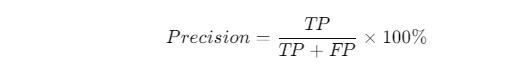 Precision = TP / (TP + FP) × 100%